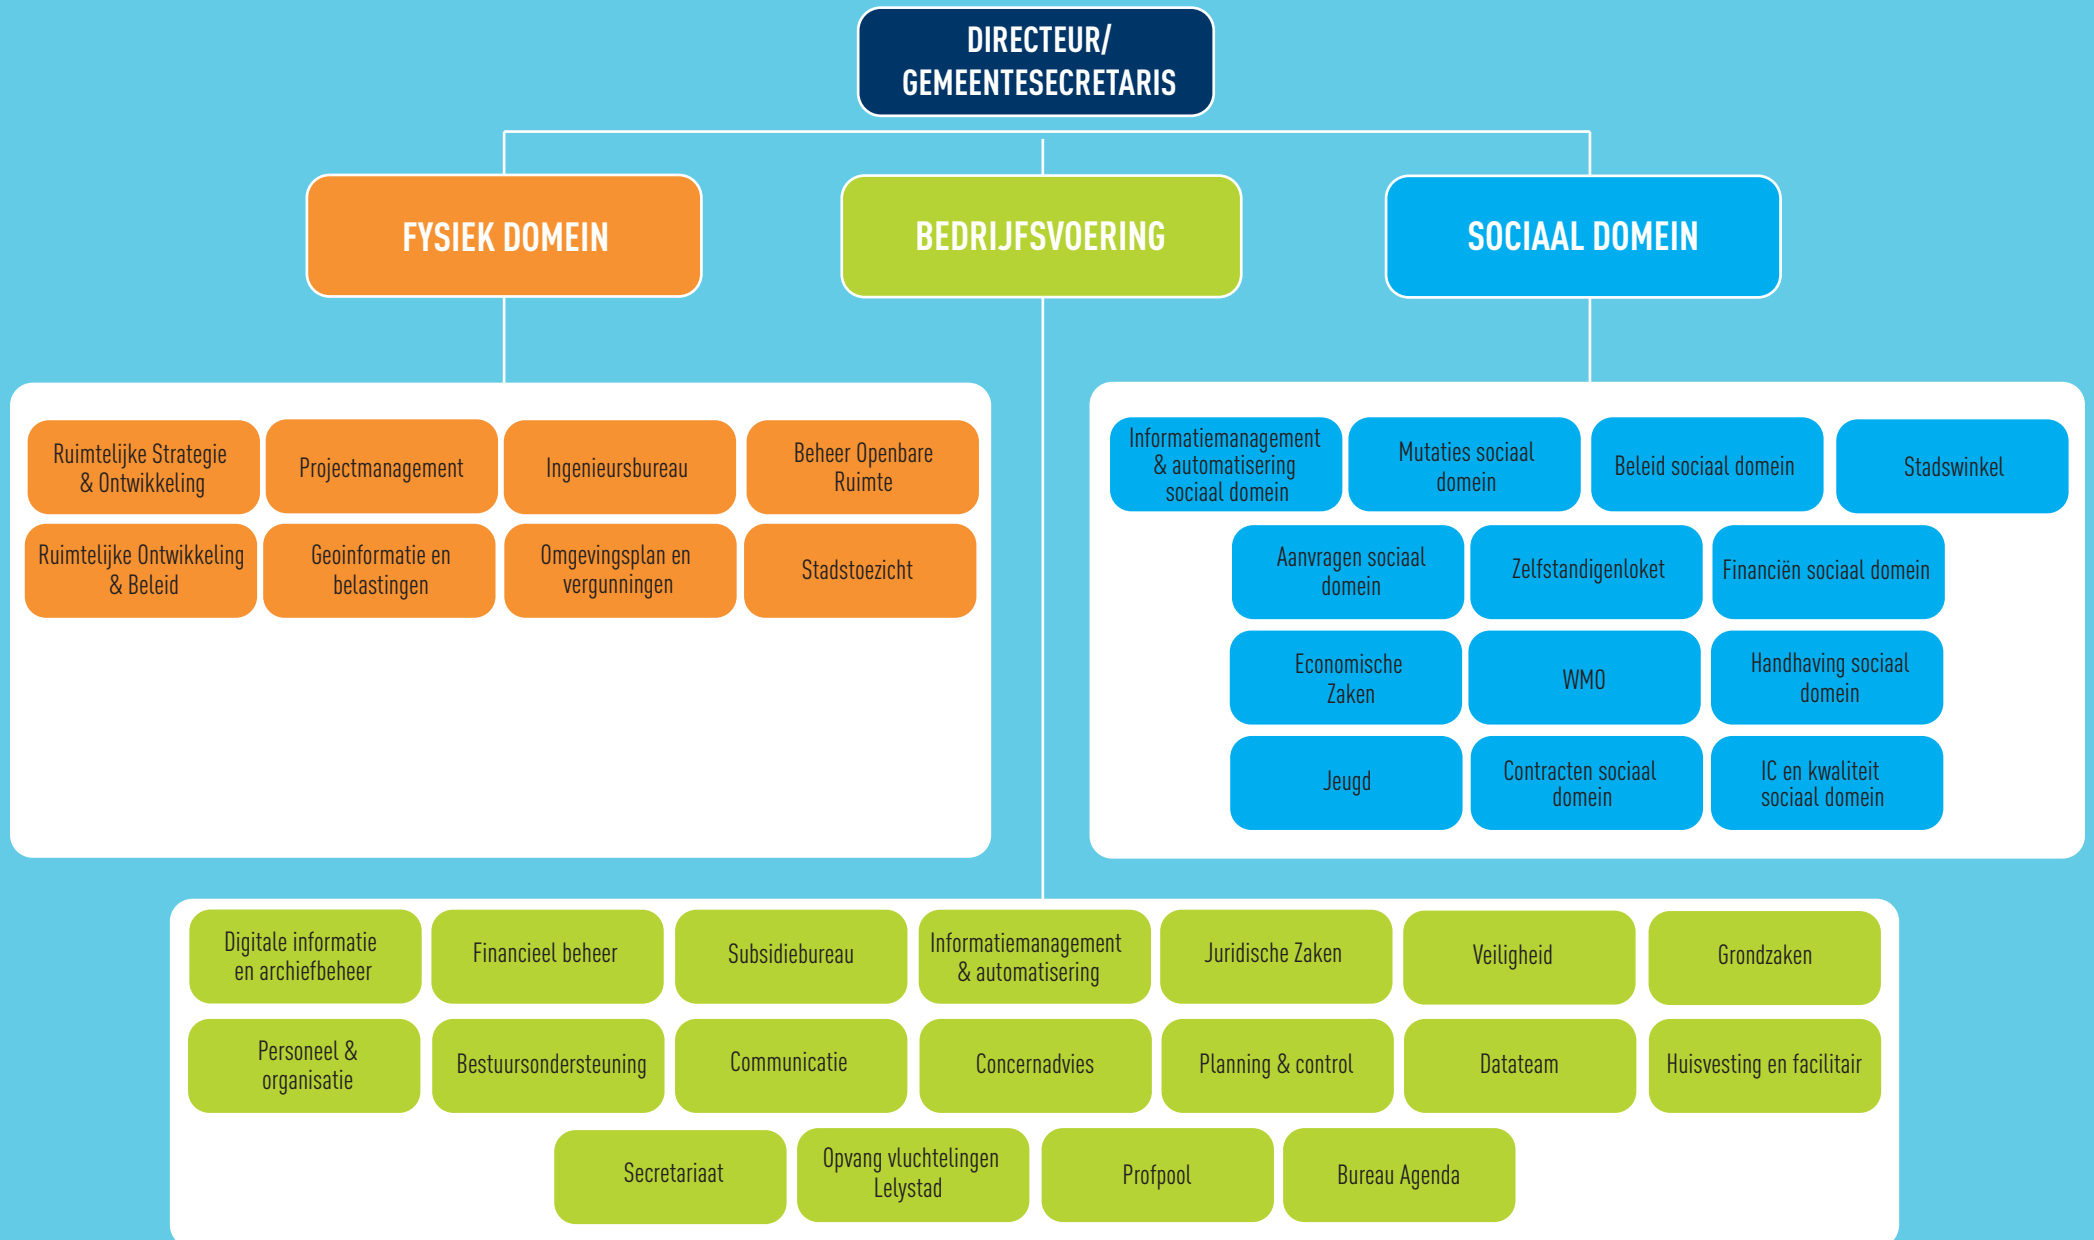 DIRECTEUR/
GEMEENTESECRETARIS
FYSIEK DOMEIN
BEDRIJFSVOERING
SOCIAAL DOMEIN
Ruimtelijke Strategie
& Ontwikkeling
Projectmanagement
Ingenieursbureau
Beheer Openbare
Ruimte
Ruimtelijke Ontwikkeling
& Beleid
Geoinformatie en
belastingen
Omgevingsplan en
vergunningen
Stadstoezicht
Informatiemanagement
& automatisering
sociaal domein
Mutaties sociaal
domein
Beleid sociaal domein
Stadswinkel
Aanvragen sociaal
domein
Zelfstandigenloket
Financiën sociaal domein
Economische
Zaken
WMO
Handhaving sociaal
domein
Jeugd
Contracten sociaal
domein
IC en kwaliteit
sociaal domein
Digitale informatie
en archiefbeheer
Financieel beheer
Subsidiebureau
Informatiemanagement
& automatisering
Juridische Zaken
Veiligheid
Grondzaken
Personeel &
organisatie
Bestuursondersteuning
Communicatie
Concernadvies
Planning & control
Datateam
Huisvesting en facilitair
Secretariaat
Opvang vluchtelingen
Lelystad
Profpool
Bureau Agenda